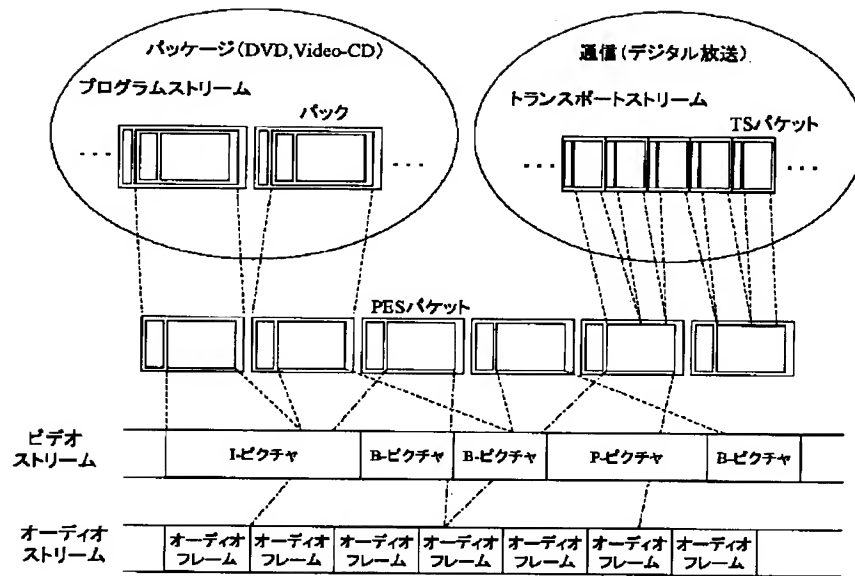 パッケージ(DVD,Video-CD)
プログラムストリーム
パック
・・・
・・・
通信(デジタル放送)
トランスポートストリーム
TSパケット
・・・
・・・
PESパケット
ビデオ
ストリーム
I-ピクチャ
B-ピクチャ
B-ピクチャ
P-ピクチャ
B-ピクチャ
オーディオ
ストリーム
オーディオ
フレーム
オーディオ
フレーム
オーディオ
フレーム
オーディオ
フレーム
オーディオ
フレーム
オーディオ
フレーム
オーディオ
フレーム